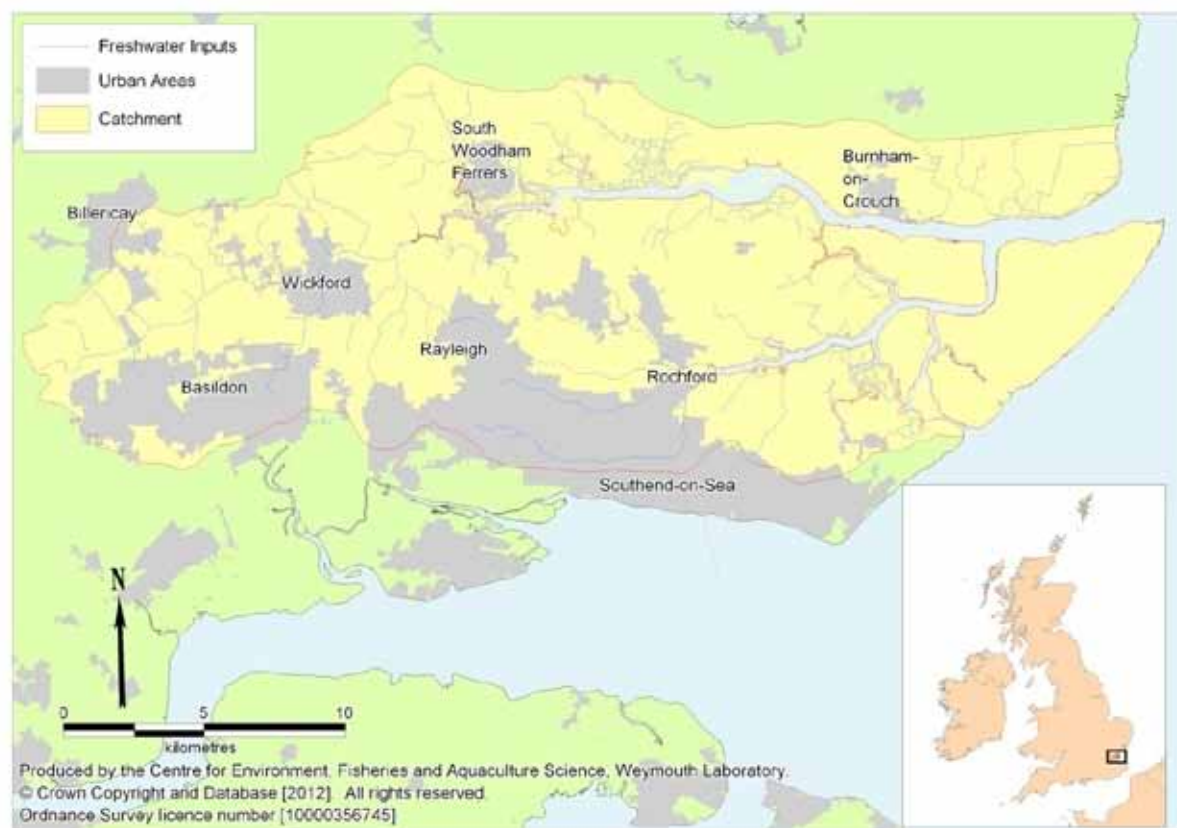 Freshwater Inputs
Urban Areas
Catchment
South
Woodham
Ferrers
Burnham-
on-
Crouch
Billericay
Wickford
Rayleigh
Basildon
Rochford
Southend-on-Sea
N
0 5 10
kilometres
Produced by the Centre for Environment, Fisheries and Aquaculture Science, Weymouth Laboratory.
© Crown Copyright and Database [2012]. All rights reserved.
Ordnance Survey licence number [10000356745]